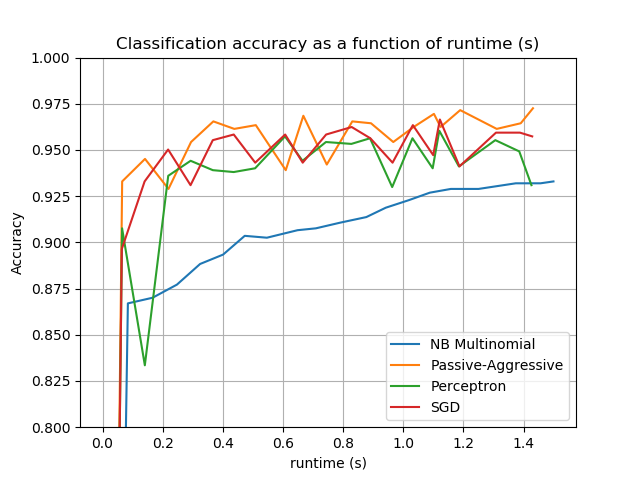 Classification accuracy as a function of runtime (s)
1.000
0.975
0.950
0.925
0.900
0.875
0.850
0.825
0.800
Accuracy
NB Multinomial
Passive-Aggressive
Perceptron
SGD
0.0 0.2 0.4 0.6 0.8 1.0 1.2 1.4
runtime (s)